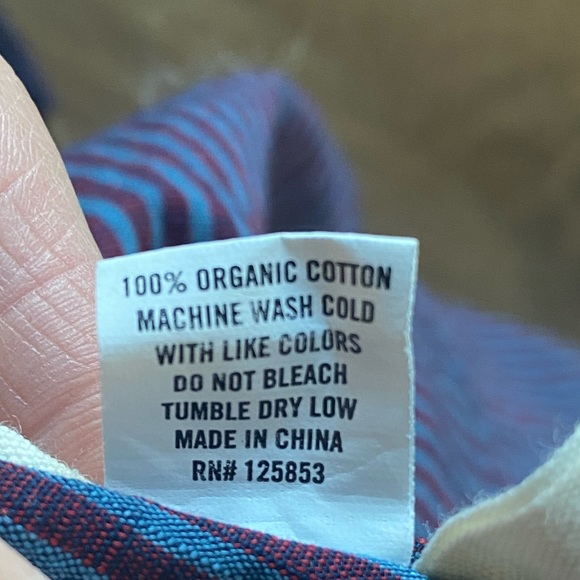 100% ORGANIC COTTON
MACHINE WASH COLD
WITH LIKE COLORS
DO NOT BLEACH
TUMBLE DRY LOW
MADE IN CHINA
RN# 125853